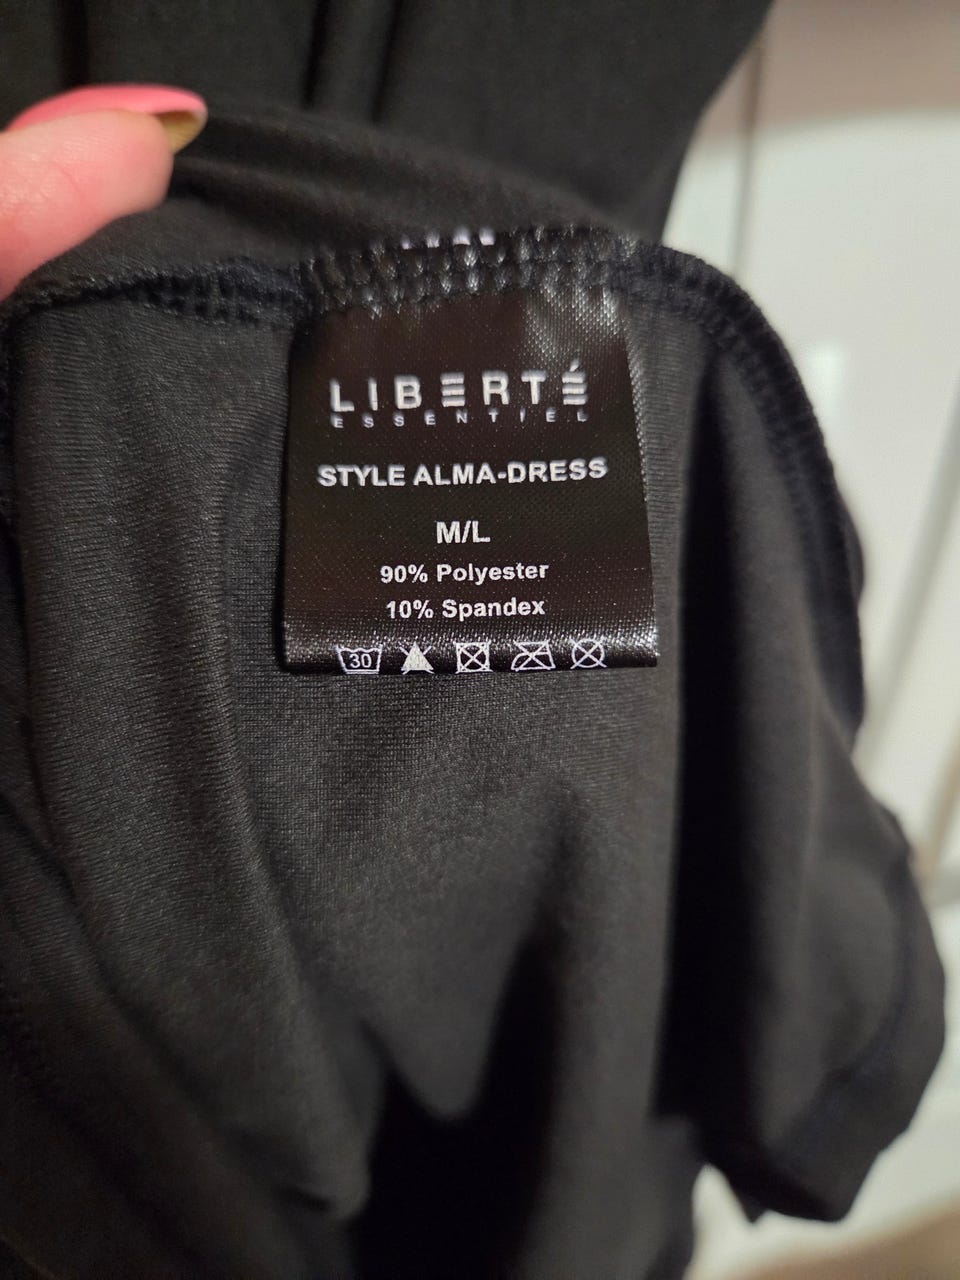 LIBERTÉ
ESSENTIEL
STYLE ALMA-DRESS
M/L
90% Polyester
10% Spandex
30